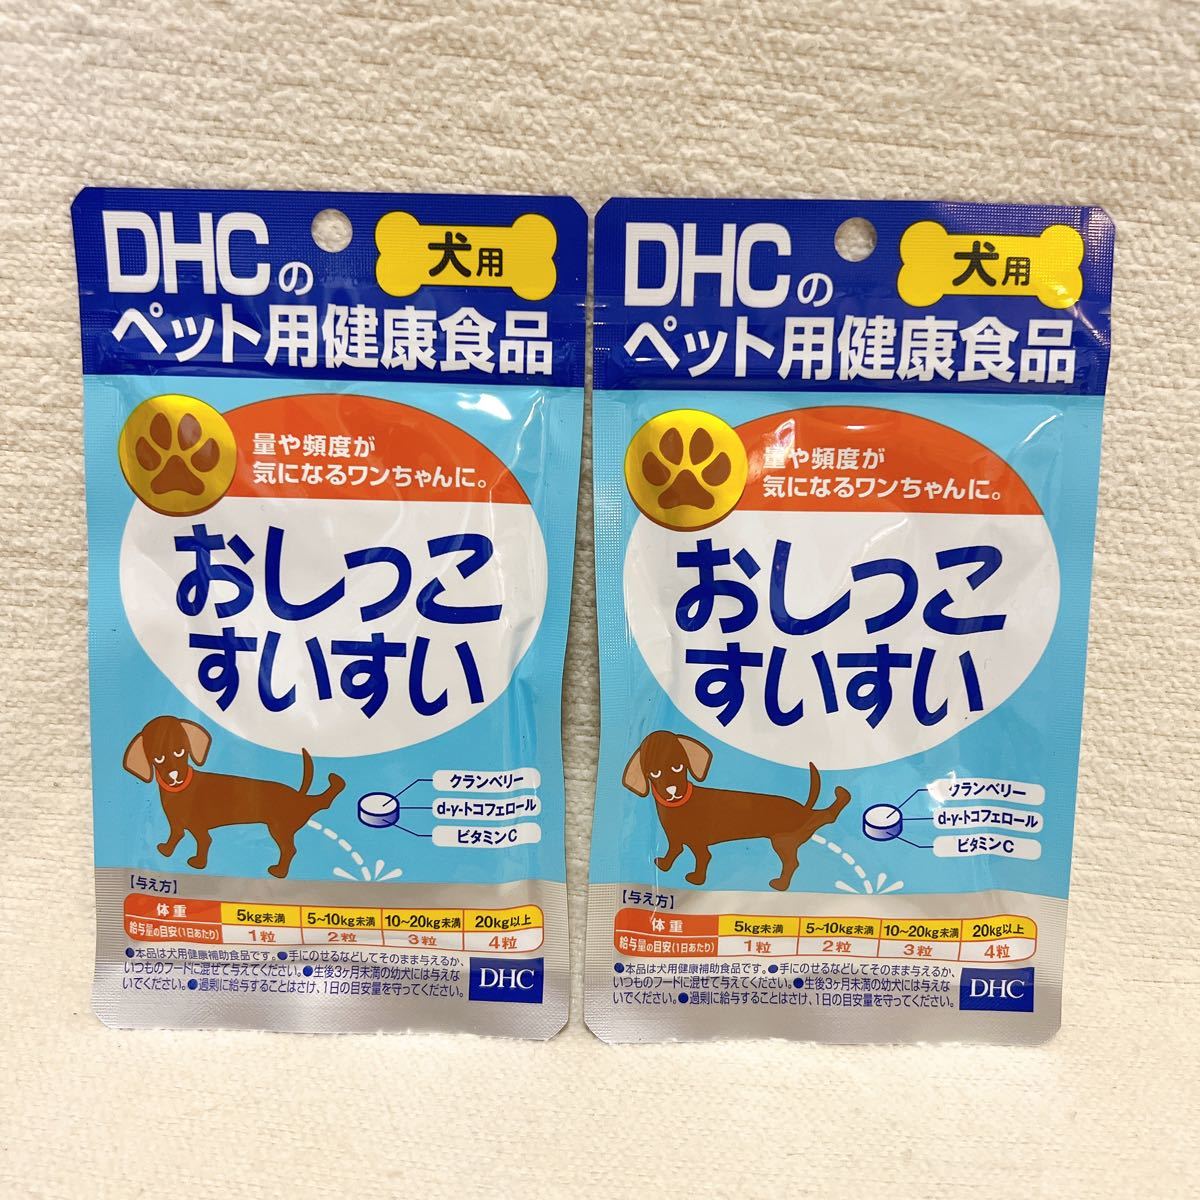 DHCの
犬用
ペット用健康食品
量や頻度が
気になるワンちゃんに。
おしっこ
すいすい
クランベリー
d-γ-トコフェロール
ビタミンC
【与え方】
体重 5kg未満 5～10kg未満 10～20kg未満 20kg以上
給与量の目安(1日あたり) 1粒 2粒 3粒 4粒
●本品は犬用健康補助食品です。●手にのせるなどしてそのまま与えるか、
いつものフードに混ぜて与えてください。●生後3ヶ月未満の幼犬には与えな
いでください。●過剰に給与することはさけ、1日の目安量を守ってください。
DHC
DHCの
犬用
ペット用健康食品
量や頻度が
気になるワンちゃんに。
おしっこ
すいすい
クランベリー
d-γ-トコフェロール
ビタミンC
【与え方】
体重 5kg未満 5～10kg未満 10～20kg未満 20kg以上
給与量の目安(1日あたり) 1粒 2粒 3粒 4粒
●本品は犬用健康補助食品です。●手にのせるなどしてそのまま与えるか、
いつものフードに混ぜて与えてください。●生後3ヶ月未満の幼犬には与えな
いでください。●過剰に給与することはさけ、1日の目安量を守ってください。
DHC